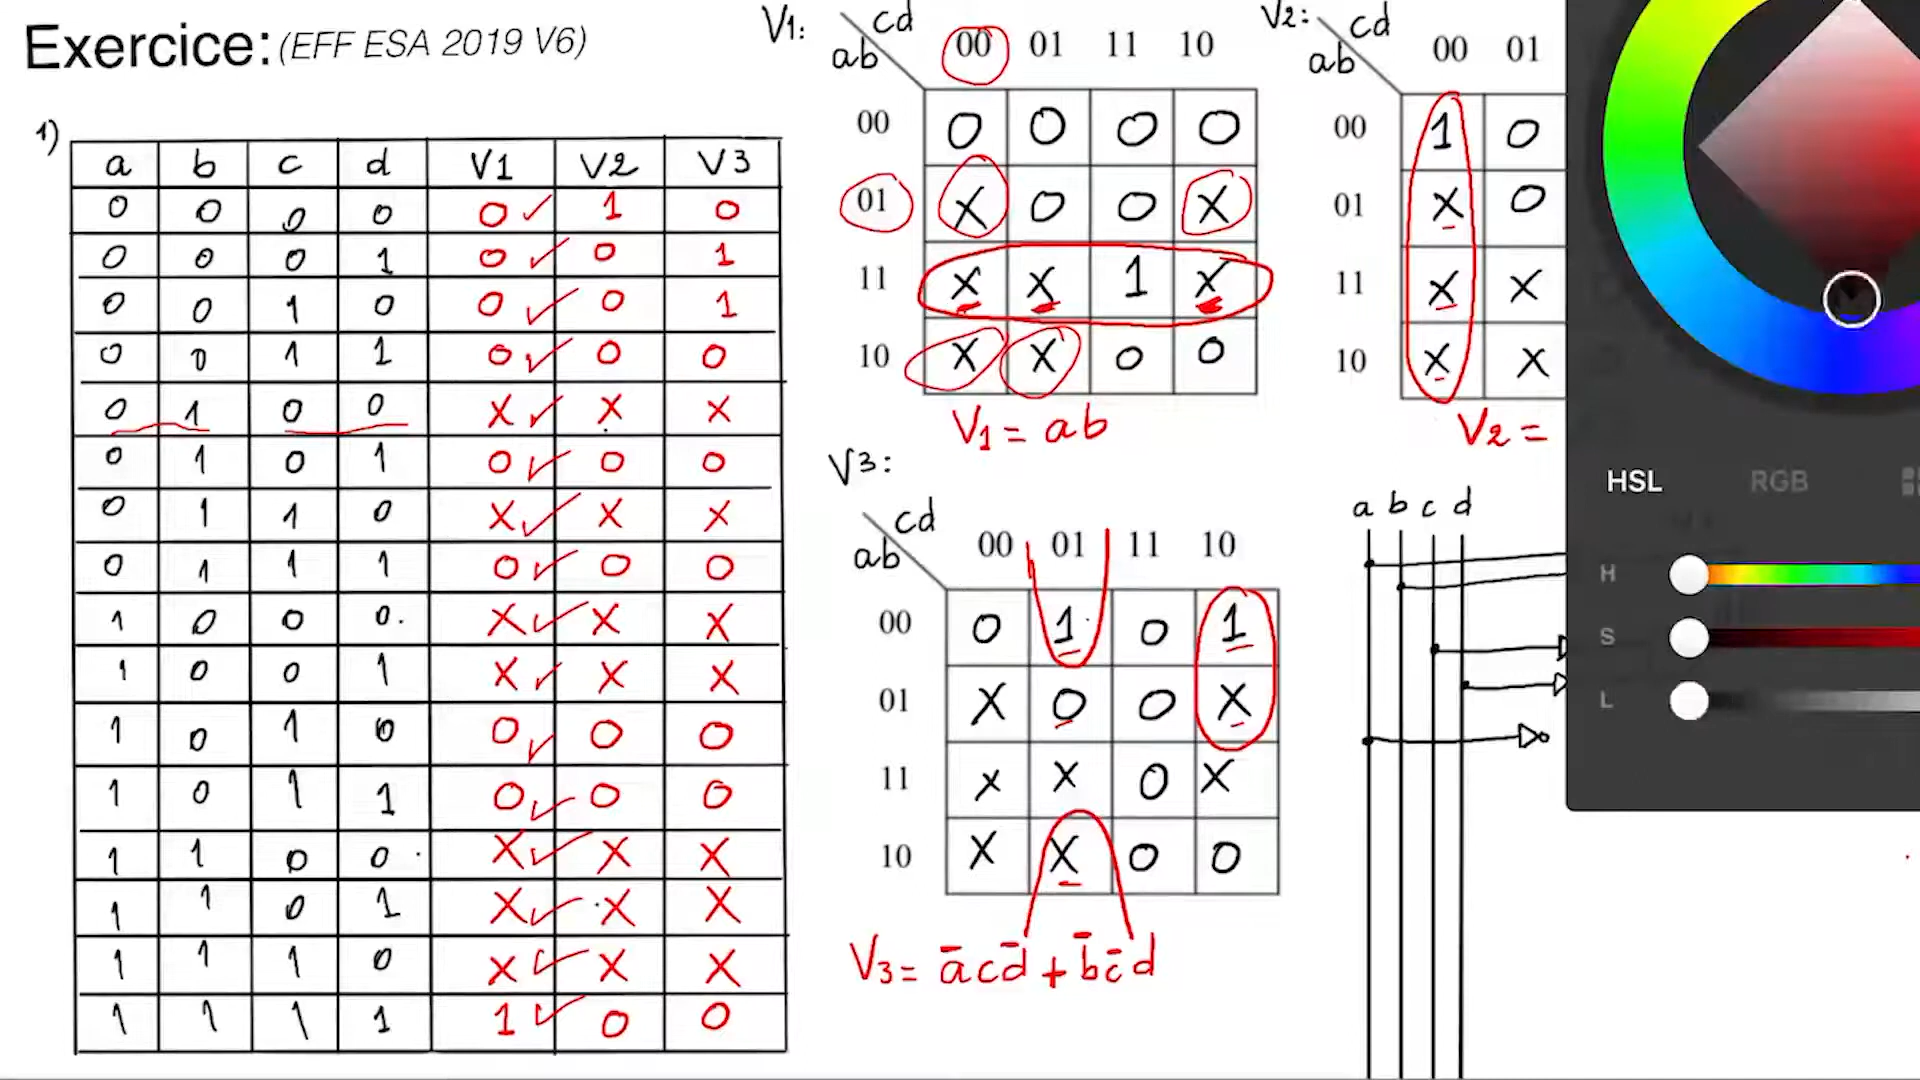 Exercice: (EFF ESA 2019 V6)
1)
a b c d V1 V2 V3
0 0 0 0 0 ✓ 1 0
0 0 0 1 0 ✓ 0 1
0 0 1 0 0 ✓ 0 1
0 0 1 1 0 ✓ 0 0
0 1 0 0 X ✓ X X
0 1 0 1 0 ✓ 0 0
0 1 1 0 X ✓ X X
0 1 1 1 0 ✓ 0 0
1 0 0 0 X ✓ X X
1 0 0 1 X ✓ X X
1 0 1 0 0 ✓ 0 0
1 0 1 1 0 ✓ 0 0
1 1 0 0 X ✓ X X
1 1 0 1 X ✓ X X
1 1 1 0 X ✓ X X
1 1 1 1 1 ✓ 0 0
V1:
cd
ab
00 01 11 10
00 0 0 0 0
01 X 0 0 X
11 X X 1 X
10 X X 0 0
V1 = ab
V2:
cd
ab
00 01
00 1 0
01 X 0
11 X X
10 X X
V2 =
V3:
cd
ab
00 01 11 10
00 0 1 0 1
01 X 0 0 X
11 X X 0 X
10 X X 0 0
V3 = a̅cd̅ + b̅c̅d
a b c d
HSL RGB
H
S
L